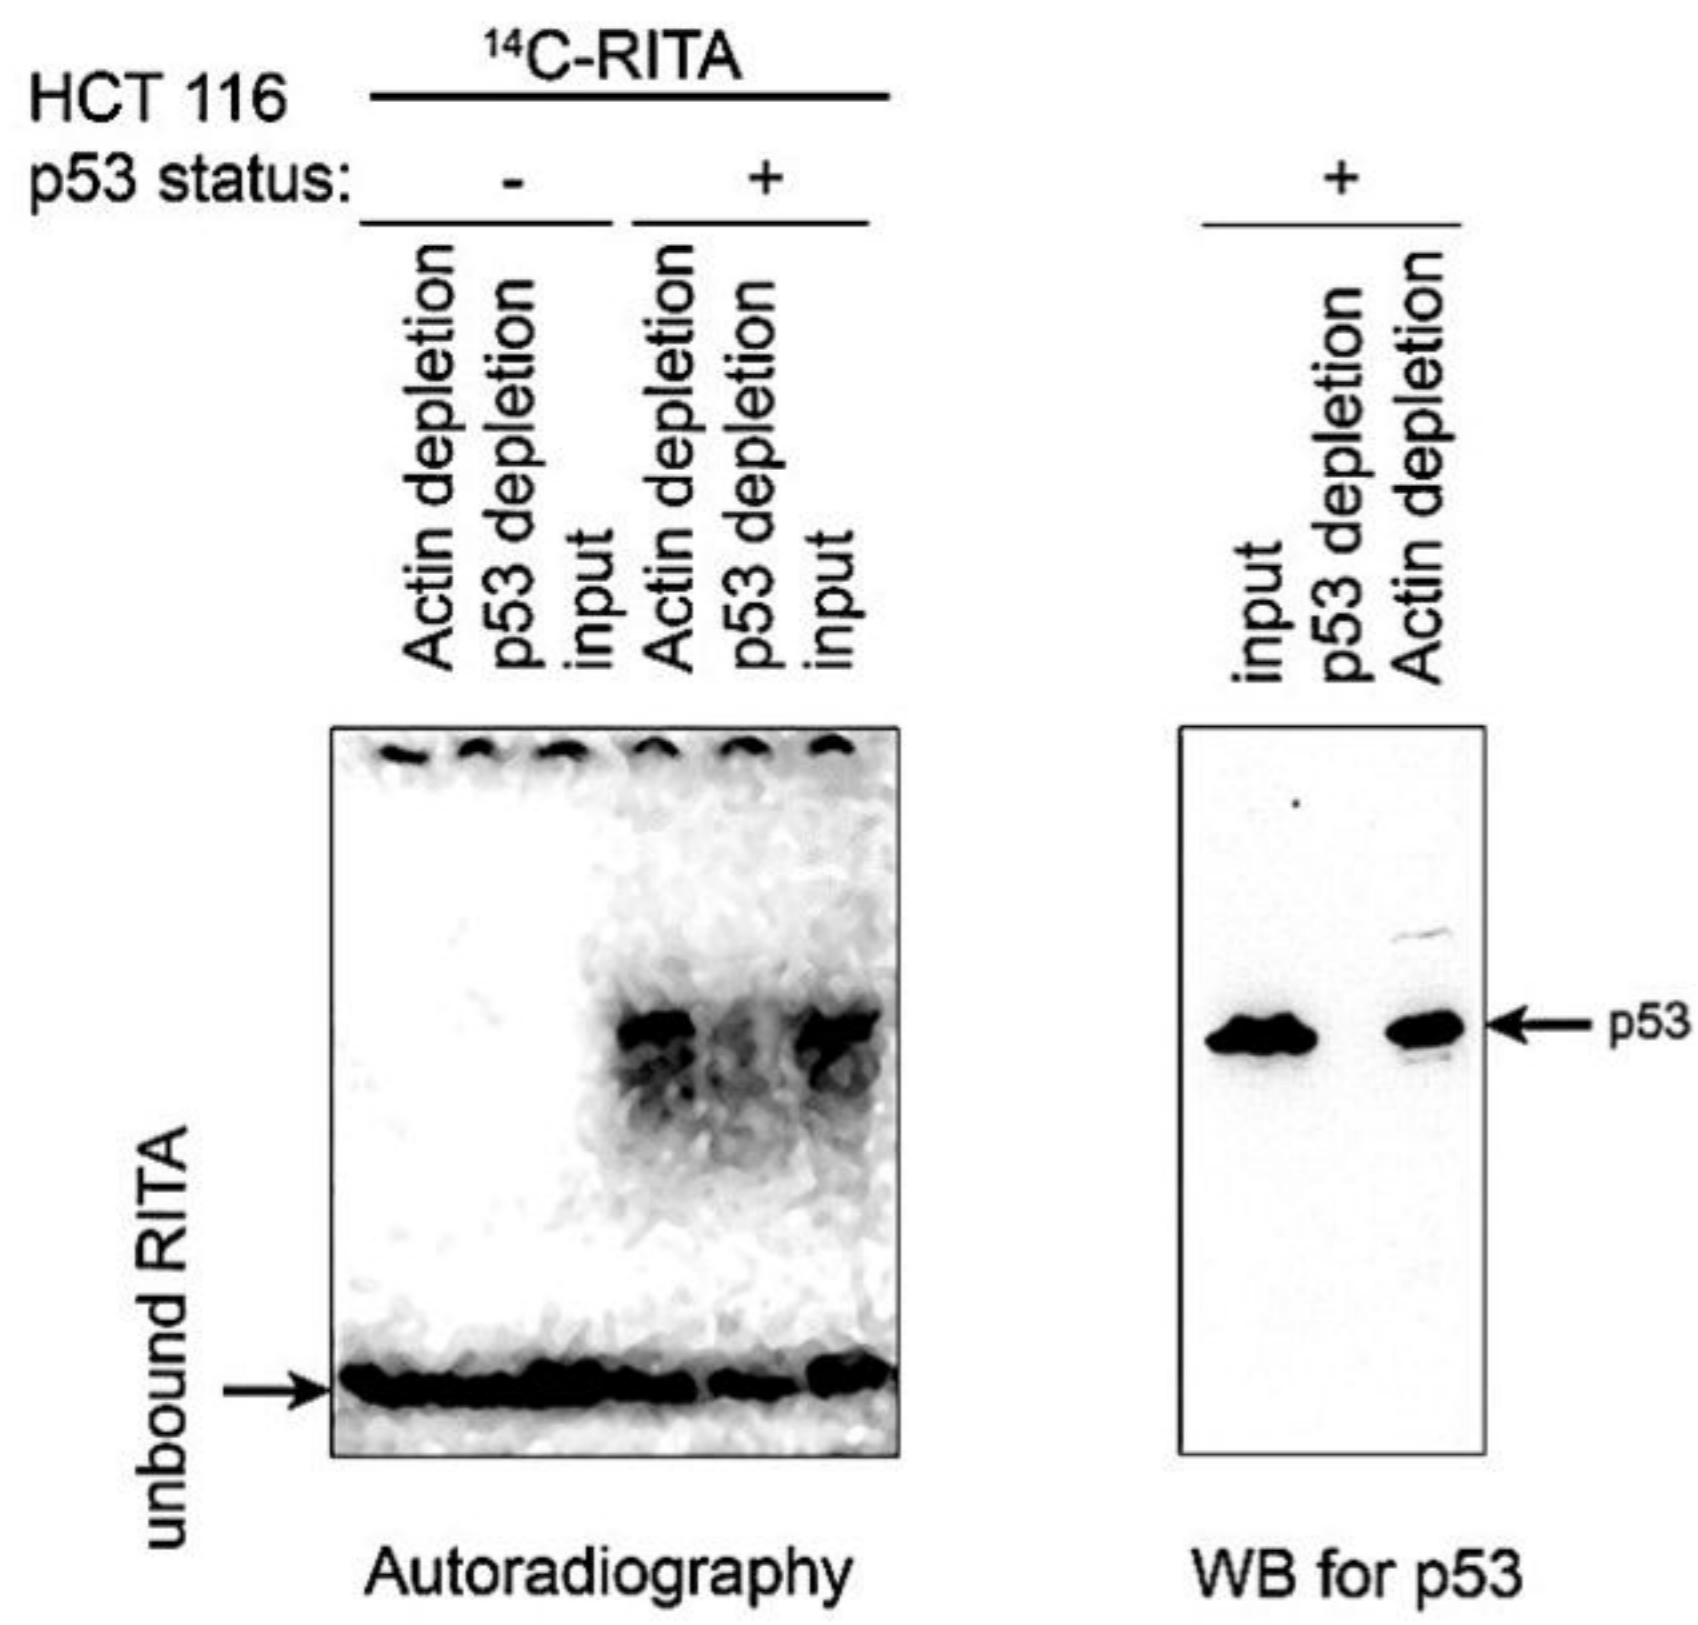 ¹⁴C-RITA
HCT 116
p53 status:
-
+
+
Actin depletion
p53 depletion
input
Actin depletion
p53 depletion
input
input
p53 depletion
Actin depletion
p53
unbound RITA
Autoradiography
WB for p53